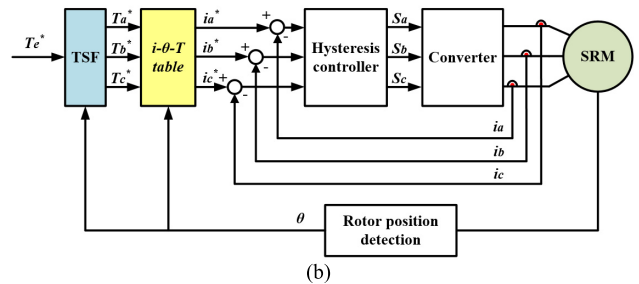 Te*
TSF
Ta*
Tb*
Tc*
i-θ-T
table
ia*
ib*
ic*
+
-
+
-
+
-
Hysteresis
controller
Sa
Sb
Sc
Converter
SRM
ia
ib
ic
θ
Rotor position
detection
(b)